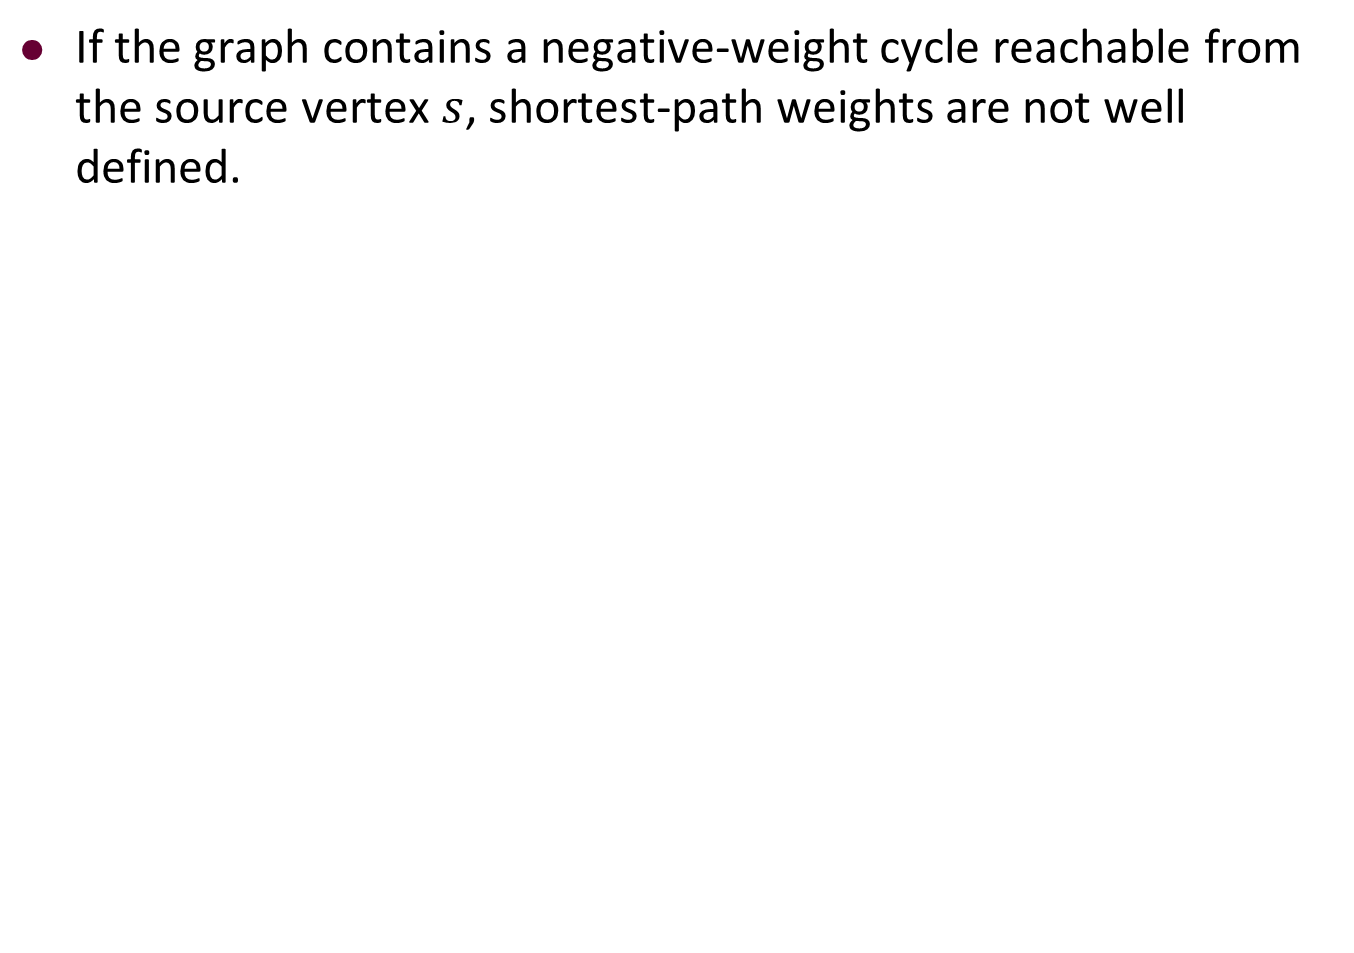 • If the graph contains a negative-weight cycle reachable from
the source vertex s, shortest-path weights are not well
defined.